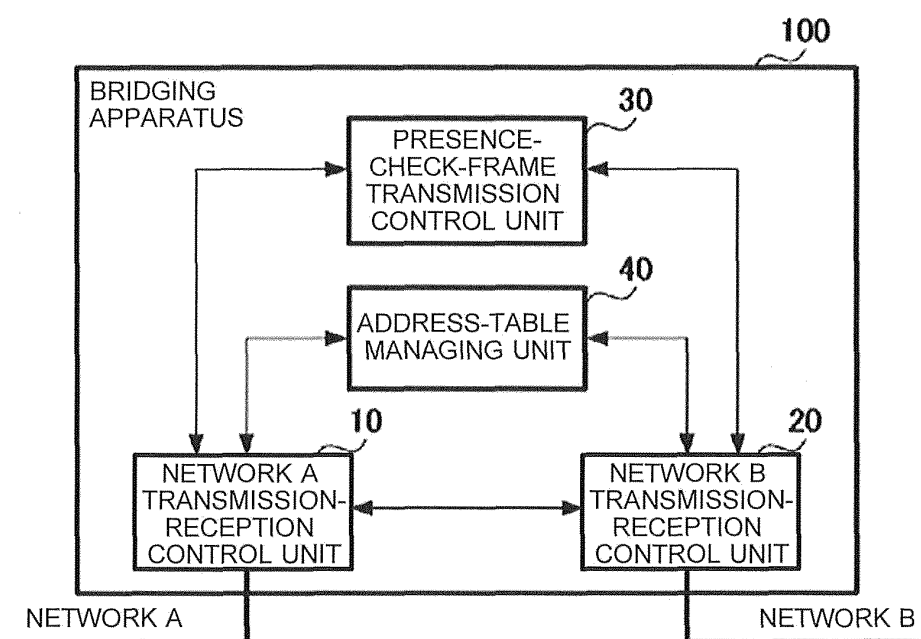 100
BRIDGING
APPARATUS
30
PRESENCE-
CHECK-FRAME
TRANSMISSION
CONTROL UNIT
40
ADDRESS-TABLE
MANAGING UNIT
10
NETWORK A
TRANSMISSION-
RECEPTION
CONTROL UNIT
20
NETWORK B
TRANSMISSION-
RECEPTION
CONTROL UNIT
NETWORK A
NETWORK B